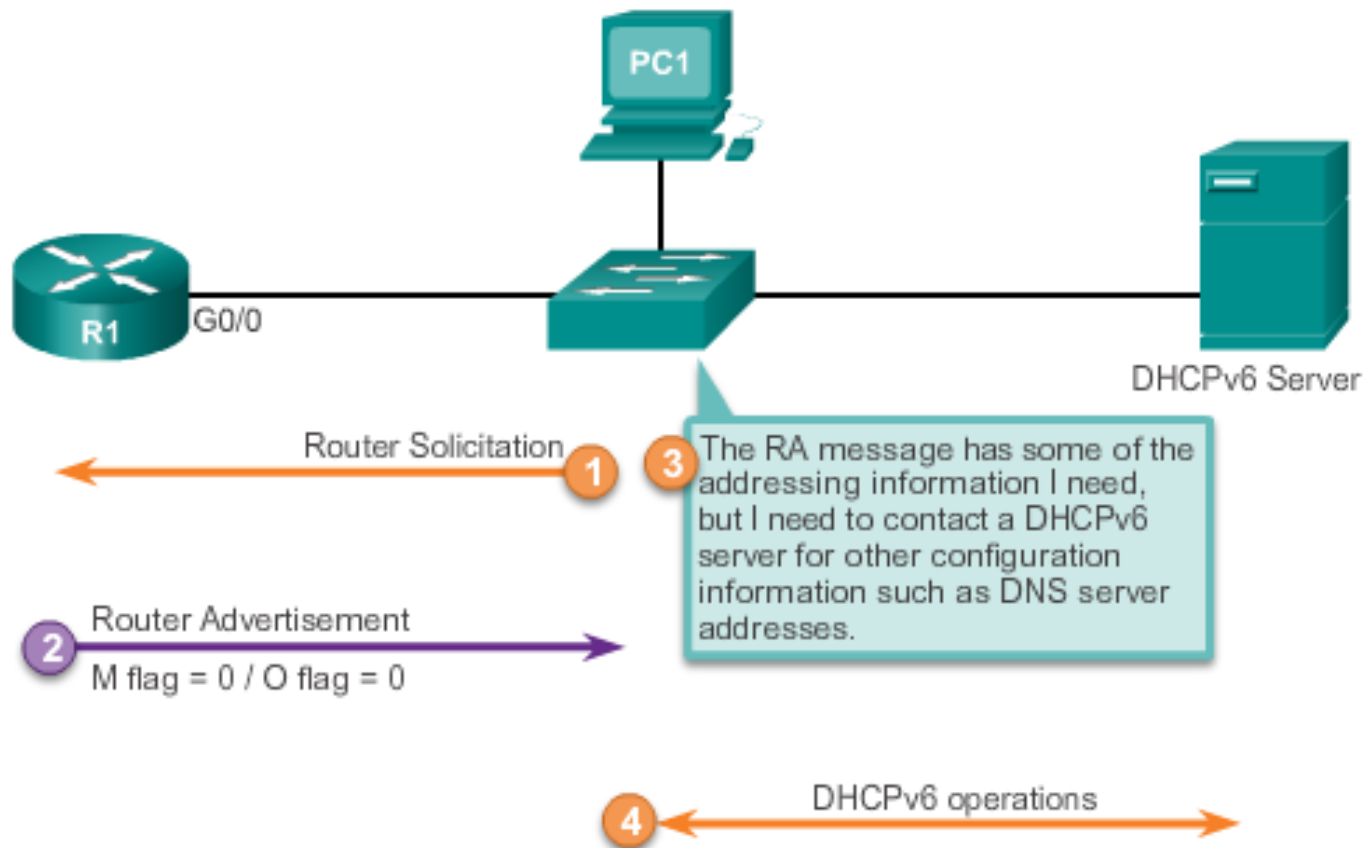 PC1
R1
G0/0
DHCPv6 Server
Router Solicitation
1
3
The RA message has some of the
addressing information I need,
but I need to contact a DHCPv6
server for other configuration
information such as DNS server
addresses.
2
Router Advertisement
M flag = 0 / O flag = 0
4
DHCPv6 operations